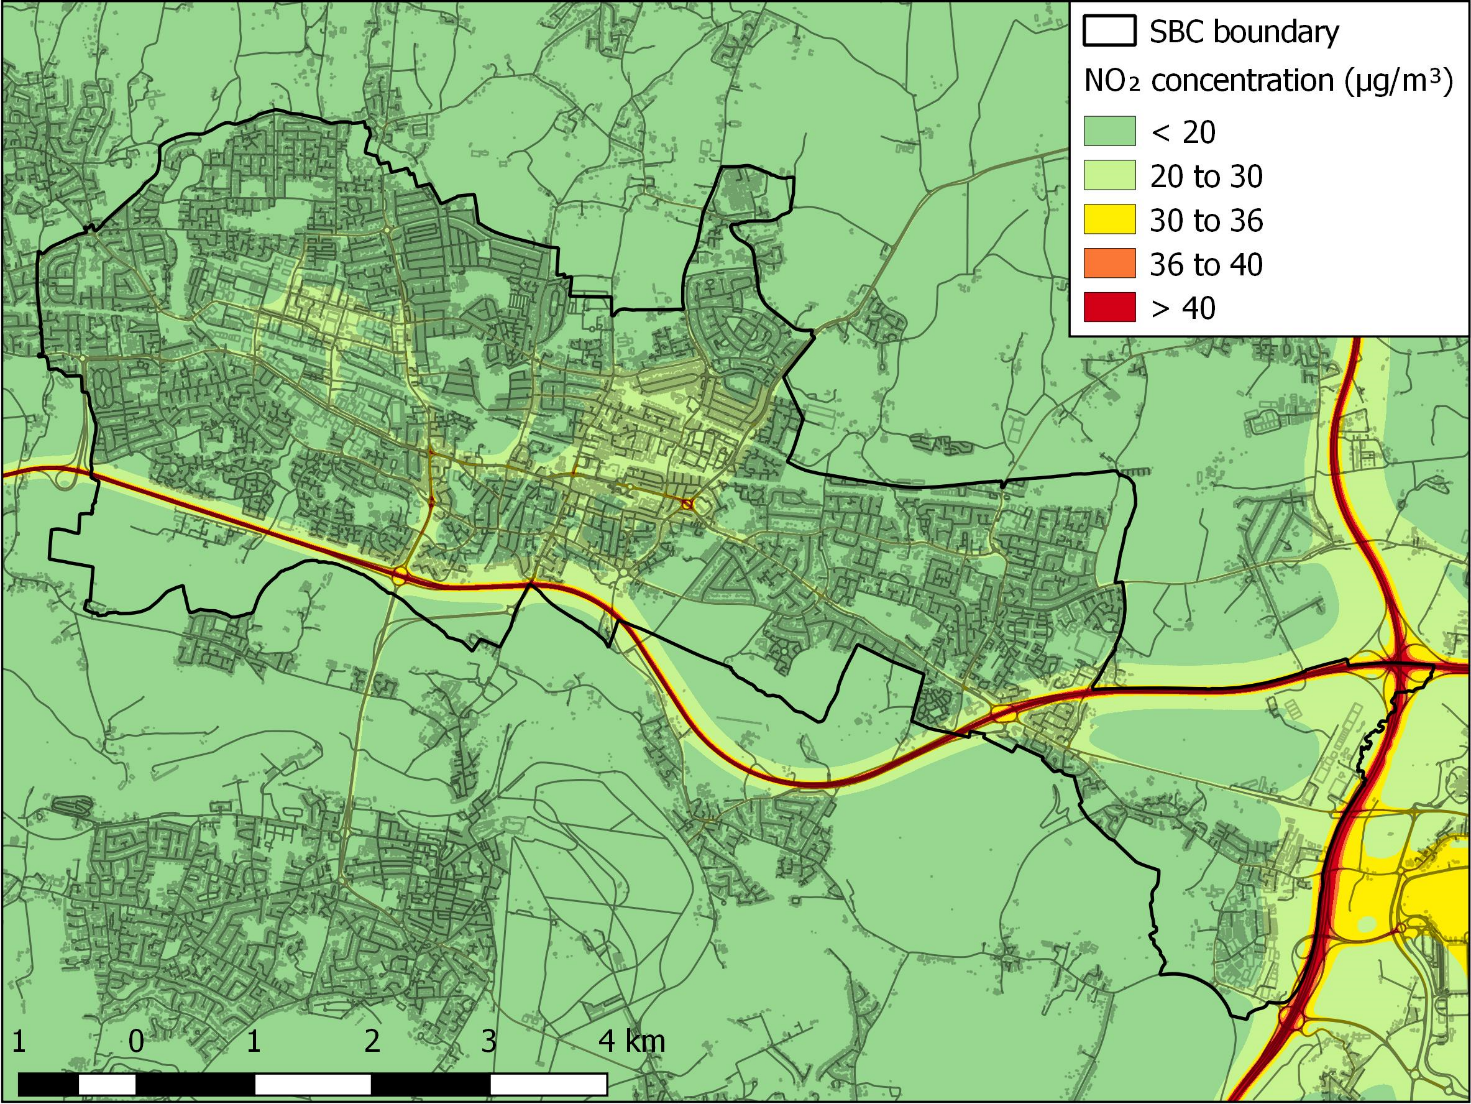 SBC boundary
NO₂ concentration (µg/m³)
< 20
20 to 30
30 to 36
36 to 40
> 40
1 0 1 2 3 4 km